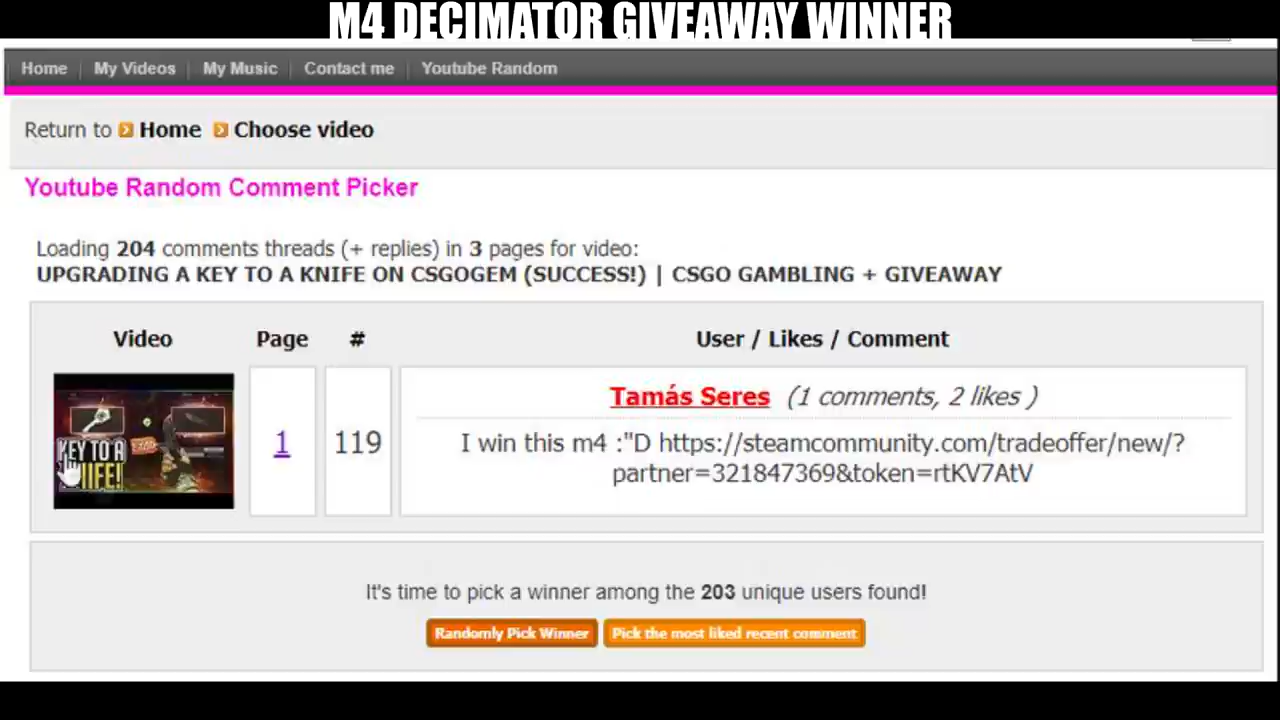 M4 DECIMATOR GIVEAWAY WINNER
Home My Videos My Music Contact me Youtube Random
Return to Home Choose video
Youtube Random Comment Picker
Loading 204 comments threads (+ replies) in 3 pages for video:
UPGRADING A KEY TO A KNIFE ON CSGOGEM (SUCCESS!) | CSGO GAMBLING + GIVEAWAY
Video Page # User / Likes / Comment
Tamás Seres (1 comments, 2 likes )
KEY TO A
KNIFE!
1 119 I win this m4 :"D https://steamcommunity.com/tradeoffer/new/?
partner=321847369&token=rtKV7AtV
It's time to pick a winner among the 203 unique users found!
Randomly Pick Winner Pick the most liked recent comment